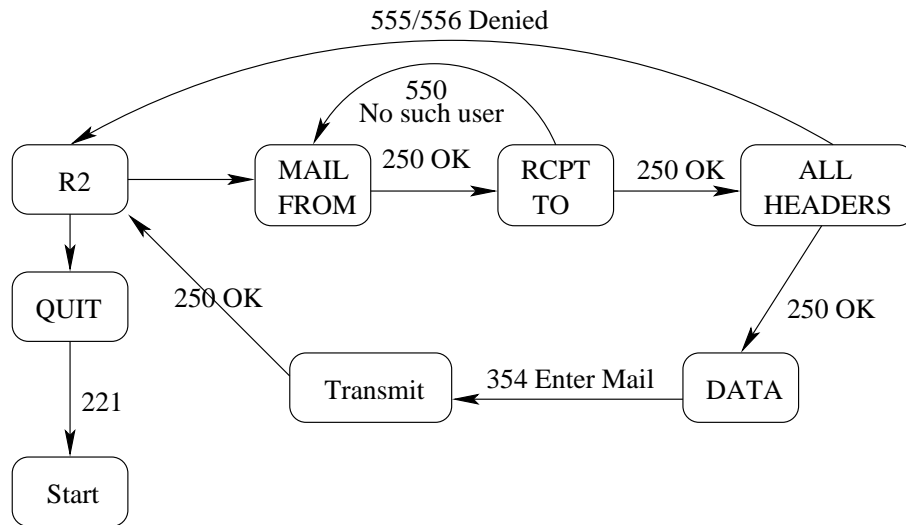 555/556 Denied
550
No such user
R2
MAIL
FROM
250 OK
RCPT
TO
250 OK
ALL
HEADERS
QUIT
250 OK
250 OK
Transmit
354 Enter Mail
DATA
221
Start